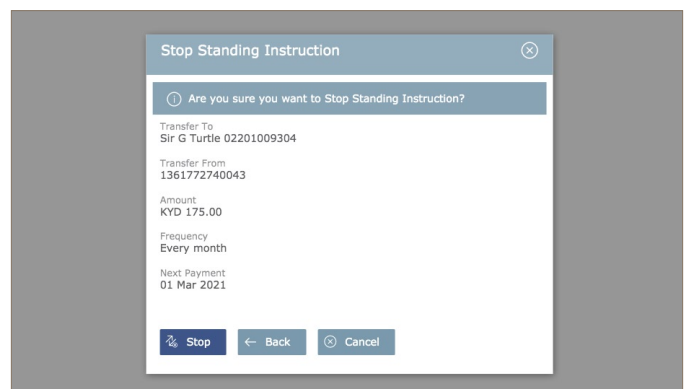 Stop Standing Instruction
Are you sure you want to Stop Standing Instruction?
Transfer To
Sir G Turtle 02201009304
Transfer From
1361772740043
Amount
KYD 175.00
Frequency
Every month
Next Payment
01 Mar 2021
Stop
Back
Cancel